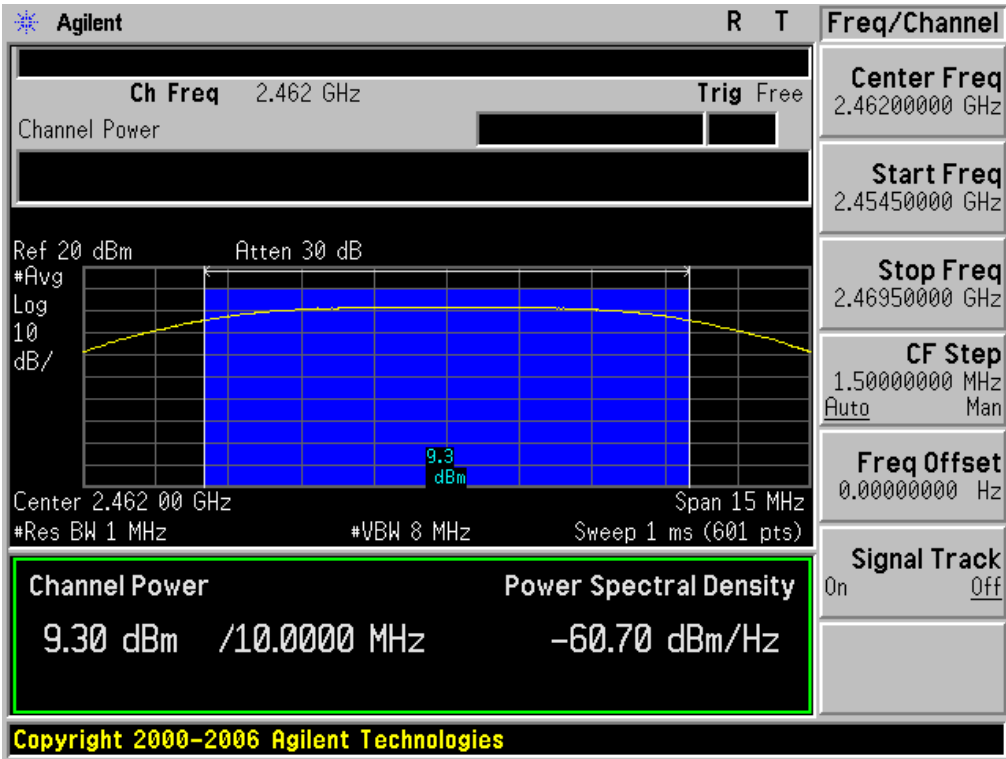 Agilent R T
Ch Freq 2.462 GHz Trig Free
Channel Power
Ref 20 dBm Atten 30 dB
#Avg
Log
10
dB/
9.3
dBm
Center 2.462 00 GHz Span 15 MHz
#Res BW 1 MHz #VBW 8 MHz Sweep 1 ms (601 pts)
Channel Power Power Spectral Density
9.30 dBm /10.0000 MHz -60.70 dBm/Hz
Copyright 2000-2006 Agilent Technologies
Freq/Channel
Center Freq
2.46200000 GHz
Start Freq
2.45450000 GHz
Stop Freq
2.46950000 GHz
CF Step
1.50000000 MHz
Auto Man
Freq Offset
0.00000000 Hz
Signal Track
On Off